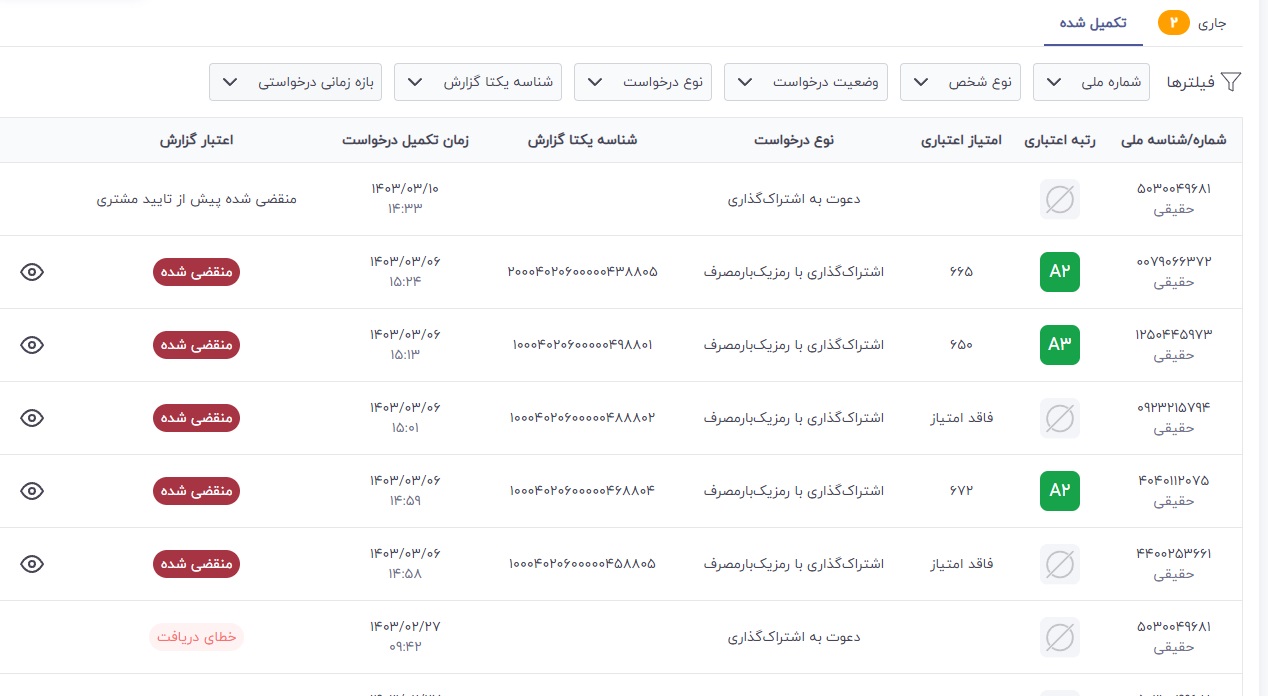 جاری ۲ تکمیل شده
فیلترها شماره ملی نوع شخص وضعیت درخواست نوع درخواست شناسه یکتا گزارش بازه زمانی درخواستی
شماره/شناسه ملی رتبه اعتباری امتیاز اعتباری نوع درخواست شناسه یکتا گزارش زمان تکمیل درخواست اعتبار گزارش
۵۰۳۰۰۴۹۶۸۱ دعوت به اشتراک‌گذاری ۱۴۰۳/۰۳/۱۰ منقضی شده پیش از تایید مشتری
حقیقی ۱۴:۳۳
۰۰۷۹۰۶۶۳۷۲ A۲ ۶۶۵ اشتراک‌گذاری با رمزیک‌بارمصرف ۲۰۰۰۴۰۲۰۶۰۰۰۰۰۴۳۸۸۰۵ ۱۴۰۳/۰۳/۰۶ منقضی شده
حقیقی ۱۵:۲۴
۱۲۵۰۴۴۵۹۷۳ A۳ ۶۵۰ اشتراک‌گذاری با رمزیک‌بارمصرف ۱۰۰۰۴۰۲۰۶۰۰۰۰۰۴۹۸۸۰۱ ۱۴۰۳/۰۳/۰۶ منقضی شده
حقیقی ۱۵:۱۳
۰۹۲۳۲۱۵۷۹۴ فاقد امتیاز اشتراک‌گذاری با رمزیک‌بارمصرف ۱۰۰۰۴۰۲۰۶۰۰۰۰۰۴۸۸۸۰۲ ۱۴۰۳/۰۳/۰۶ منقضی شده
حقیقی ۱۵:۰۱
۴۰۴۰۱۱۲۰۷۵ A۲ ۶۷۲ اشتراک‌گذاری با رمزیک‌بارمصرف ۱۰۰۰۴۰۲۰۶۰۰۰۰۰۴۶۸۸۰۴ ۱۴۰۳/۰۳/۰۶ منقضی شده
حقیقی ۱۴:۵۹
۴۴۰۰۲۵۳۶۶۱ فاقد امتیاز اشتراک‌گذاری با رمزیک‌بارمصرف ۱۰۰۰۴۰۲۰۶۰۰۰۰۰۴۵۸۸۰۵ ۱۴۰۳/۰۳/۰۶ منقضی شده
حقیقی ۱۴:۵۸
۵۰۳۰۰۴۹۶۸۱ دعوت به اشتراک‌گذاری ۱۴۰۳/۰۲/۲۷ خطای دریافت
حقیقی ۰۹:۴۲